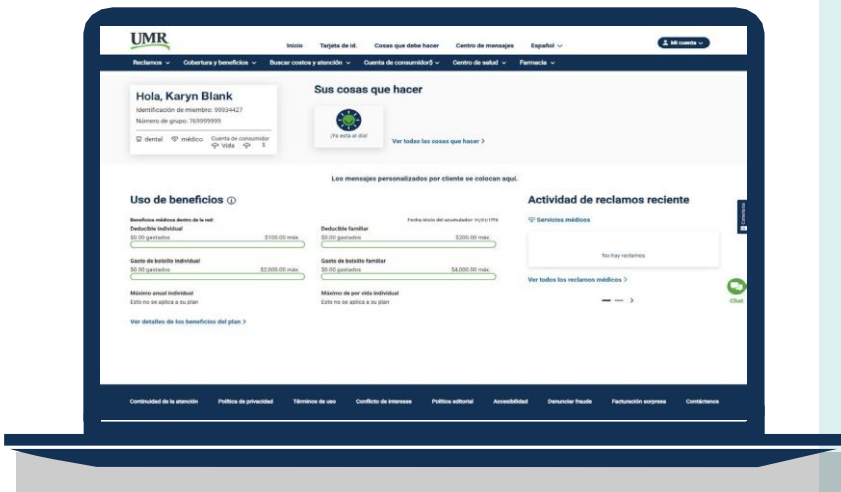 UMR
Inicio Tarjeta de id. Cosas que debe hacer Centro de mensajes Español
Mi cuenta
Reclamos Cobertura y beneficios Buscar costos y atención Cuenta de consumidor$ Centro de salud Farmacia
Hola, Karyn Blank
Identificación de miembro: 99934427
Número de grupo: 769999999
dental médico Cuenta de consumidor
Vida $
Sus cosas que hacer
¡Ya está al día!
Ver todas las cosas que hacer >
Los mensajes personalizados por cliente se colocan aquí.
Uso de beneficios
Beneficios médicos dentro de la red:
Fecha inicio del acumulador
Deducible individual
$0.00 gastados $100.00 máx.
Deducible familiar
$0.00 gastados $200.00 máx.
Gasto de bolsillo individual
$0.00 gastados $2,000.00 máx.
Gasto de bolsillo familiar
$0.00 gastados $4,000.00 máx.
Máximo anual individual
Esto no se aplica a su plan
Máximo de por vida individual
Esto no se aplica a su plan
Ver detalles de los beneficios del plan >
Actividad de reclamos reciente
Servicios médicos
No hay reclamos
Ver todos los reclamos médicos >
Chat
Continuidad de la atención Política de privacidad Términos de uso Conflicto de intereses Política editorial Accesibilidad Denunciar fraude Facturación sorpresa Contáctenos